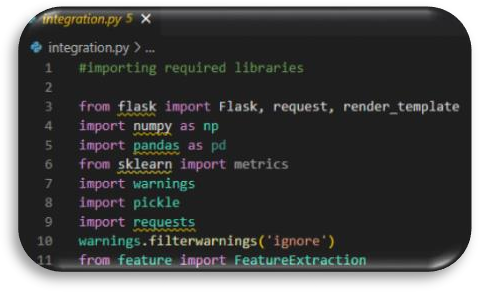 integration.py 5 ×
integration.py > ...
1 #importing required libraries
2
3 from flask import Flask, request, render_template
4 import numpy as np
5 import pandas as pd
6 from sklearn import metrics
7 import warnings
8 import pickle
9 import requests
10 warnings.filterwarnings('ignore')
11 from feature import FeatureExtraction